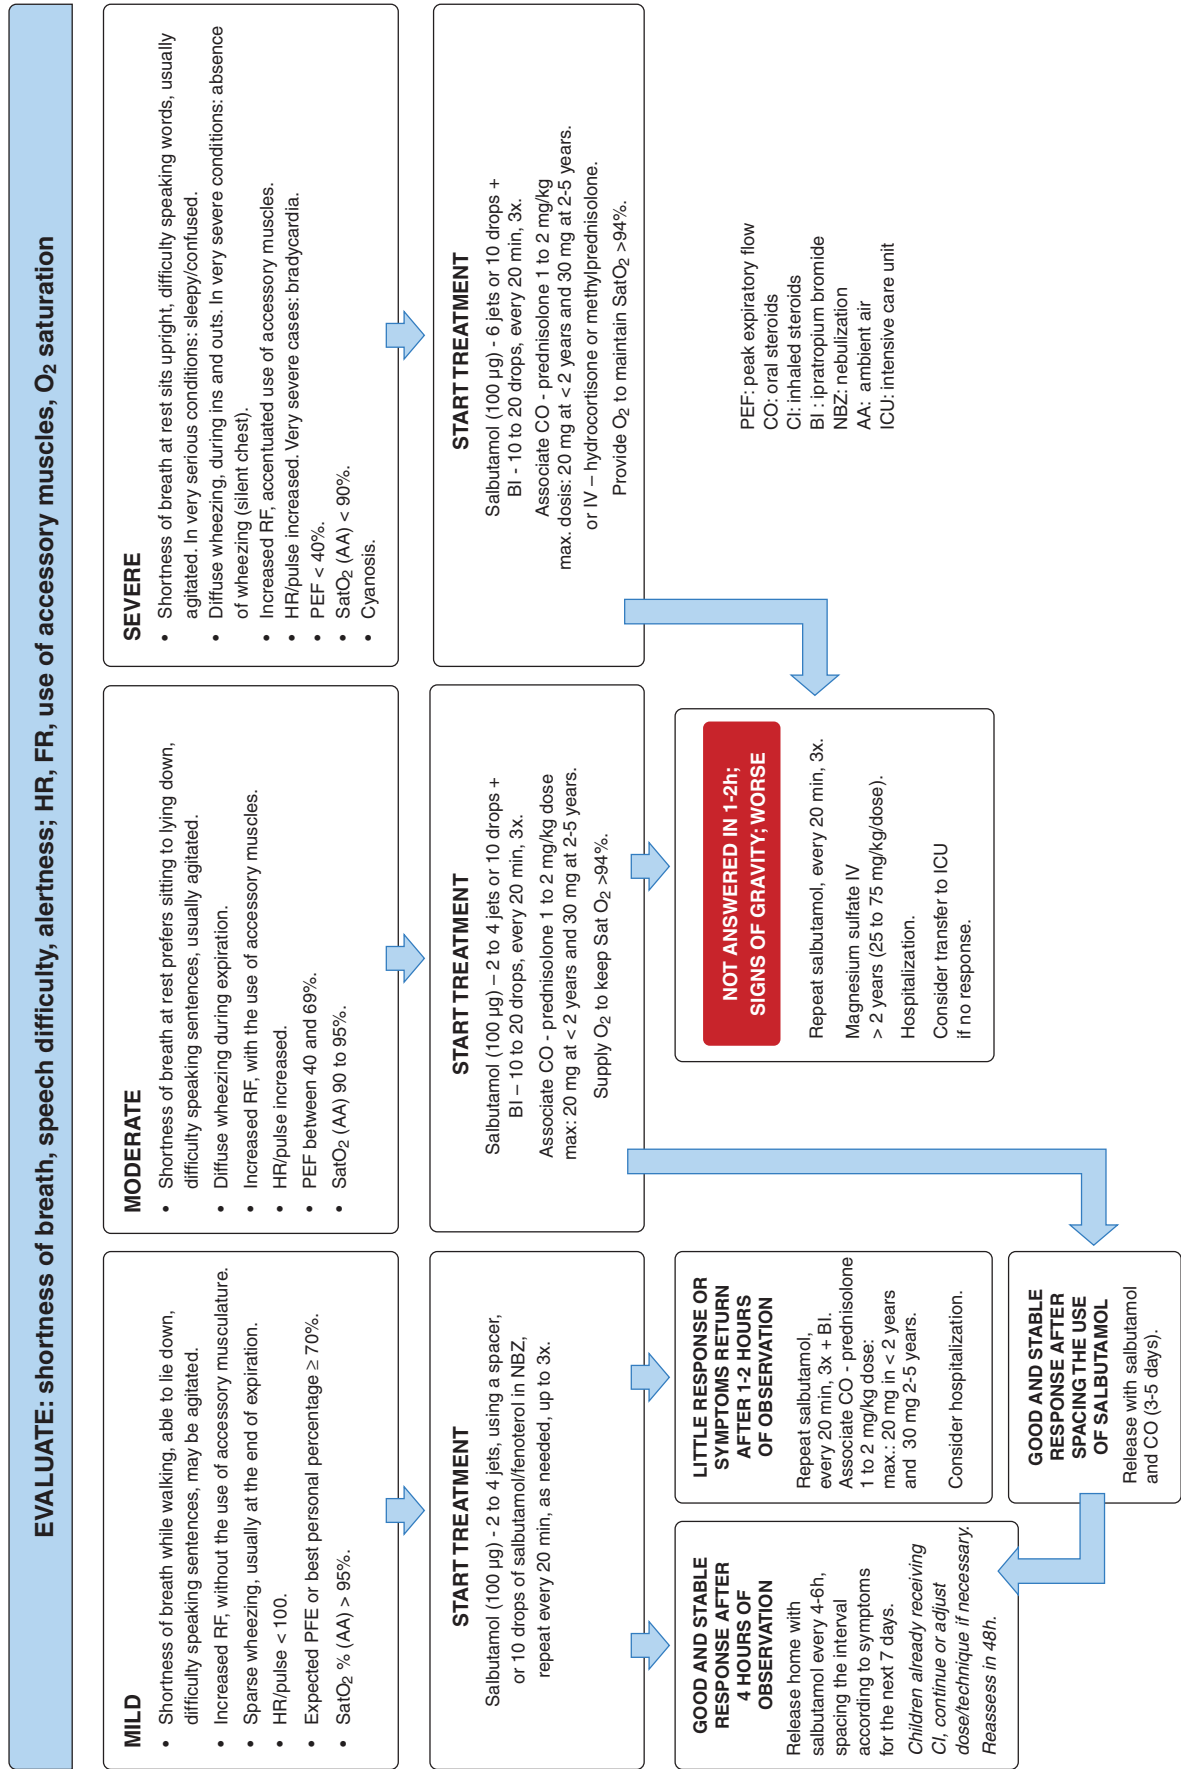 EVALUATE: shortness of breath, speech difficulty, alertness; HR, FR, use of accessory muscles, O2 saturation
MILD
• Shortness of breath while walking, able to lie down,
difficulty speaking sentences, may be agitated.
• Increased RF, without the use of accessory musculature.
• Sparse wheezing, usually at the end of expiration.
• HR/pulse < 100.
• Expected PFE or best personal percentage ≥ 70%.
• SatO2 % (AA) > 95%.
MODERATE
• Shortness of breath at rest prefers sitting to lying down,
difficulty speaking sentences, usually agitated.
• Diffuse wheezing during expiration.
• Increased RF, with the use of accessory muscles.
• HR/pulse increased.
• PEF between 40 and 69%.
• SatO2 (AA) 90 to 95%.
SEVERE
• Shortness of breath at rest sits upright, difficulty speaking words, usually
agitated. In very serious conditions: sleepy/confused.
• Diffuse wheezing, during ins and outs. In very severe conditions: absence
of wheezing (silent chest).
• Increased RF, accentuated use of accessory muscles.
• HR/pulse increased. Very severe cases: bradycardia.
• PEF < 40%.
• SatO2 (AA) < 90%.
• Cyanosis.
START TREATMENT
Salbutamol (100 µg) - 2 to 4 jets, using a spacer,
or 10 drops of salbutamol/fenoterol in NBZ,
repeat every 20 min, as needed, up to 3x.
START TREATMENT
Salbutamol (100 µg) – 2 to 4 jets or 10 drops +
BI – 10 to 20 drops, every 20 min, 3x.
Associate CO - prednisolone 1 to 2 mg/kg dose
max: 20 mg at < 2 years and 30 mg at 2-5 years.
Supply O2 to keep Sat O2 >94%.
START TREATMENT
Salbutamol (100 µg) - 6 jets or 10 drops +
BI - 10 to 20 drops, every 20 min, 3x.
Associate CO - prednisolone 1 to 2 mg/kg
max. dosis: 20 mg at < 2 years and 30 mg at 2-5 years.
or IV – hydrocortisone or methylprednisolone.
Provide O2 to maintain SatO2 >94%.
GOOD AND STABLE
RESPONSE AFTER
4 HOURS OF
OBSERVATION
Release home with
salbutamol every 4-6h,
spacing the interval
according to symptoms
for the next 7 days.
Children already receiving
CI, continue or adjust
dose/technique if necessary.
Reassess in 48h.
LITTLE RESPONSE OR
SYMPTOMS RETURN
AFTER 1-2 HOURS
OF OBSERVATION
Repeat salbutamol,
every 20 min, 3x + BI.
Associate CO - prednisolone
1 to 2 mg/kg dose:
max.: 20 mg in < 2 years
and 30 mg 2-5 years.
Consider hospitalization.
NOT ANSWERED IN 1-2h;
SIGNS OF GRAVITY; WORSE
Repeat salbutamol, every 20 min, 3x.
Magnesium sulfate IV
> 2 years (25 to 75 mg/kg/dose).
Hospitalization.
Consider transfer to ICU
if no response.
GOOD AND STABLE
RESPONSE AFTER
SPACING THE USE
OF SALBUTAMOL
Release with salbutamol
and CO (3-5 days).
PEF: peak expiratory flow
CO: oral steroids
CI: inhaled steroids
BI : ipratropium bromide
NBZ: nebulization
AA: ambient air
ICU: intensive care unit